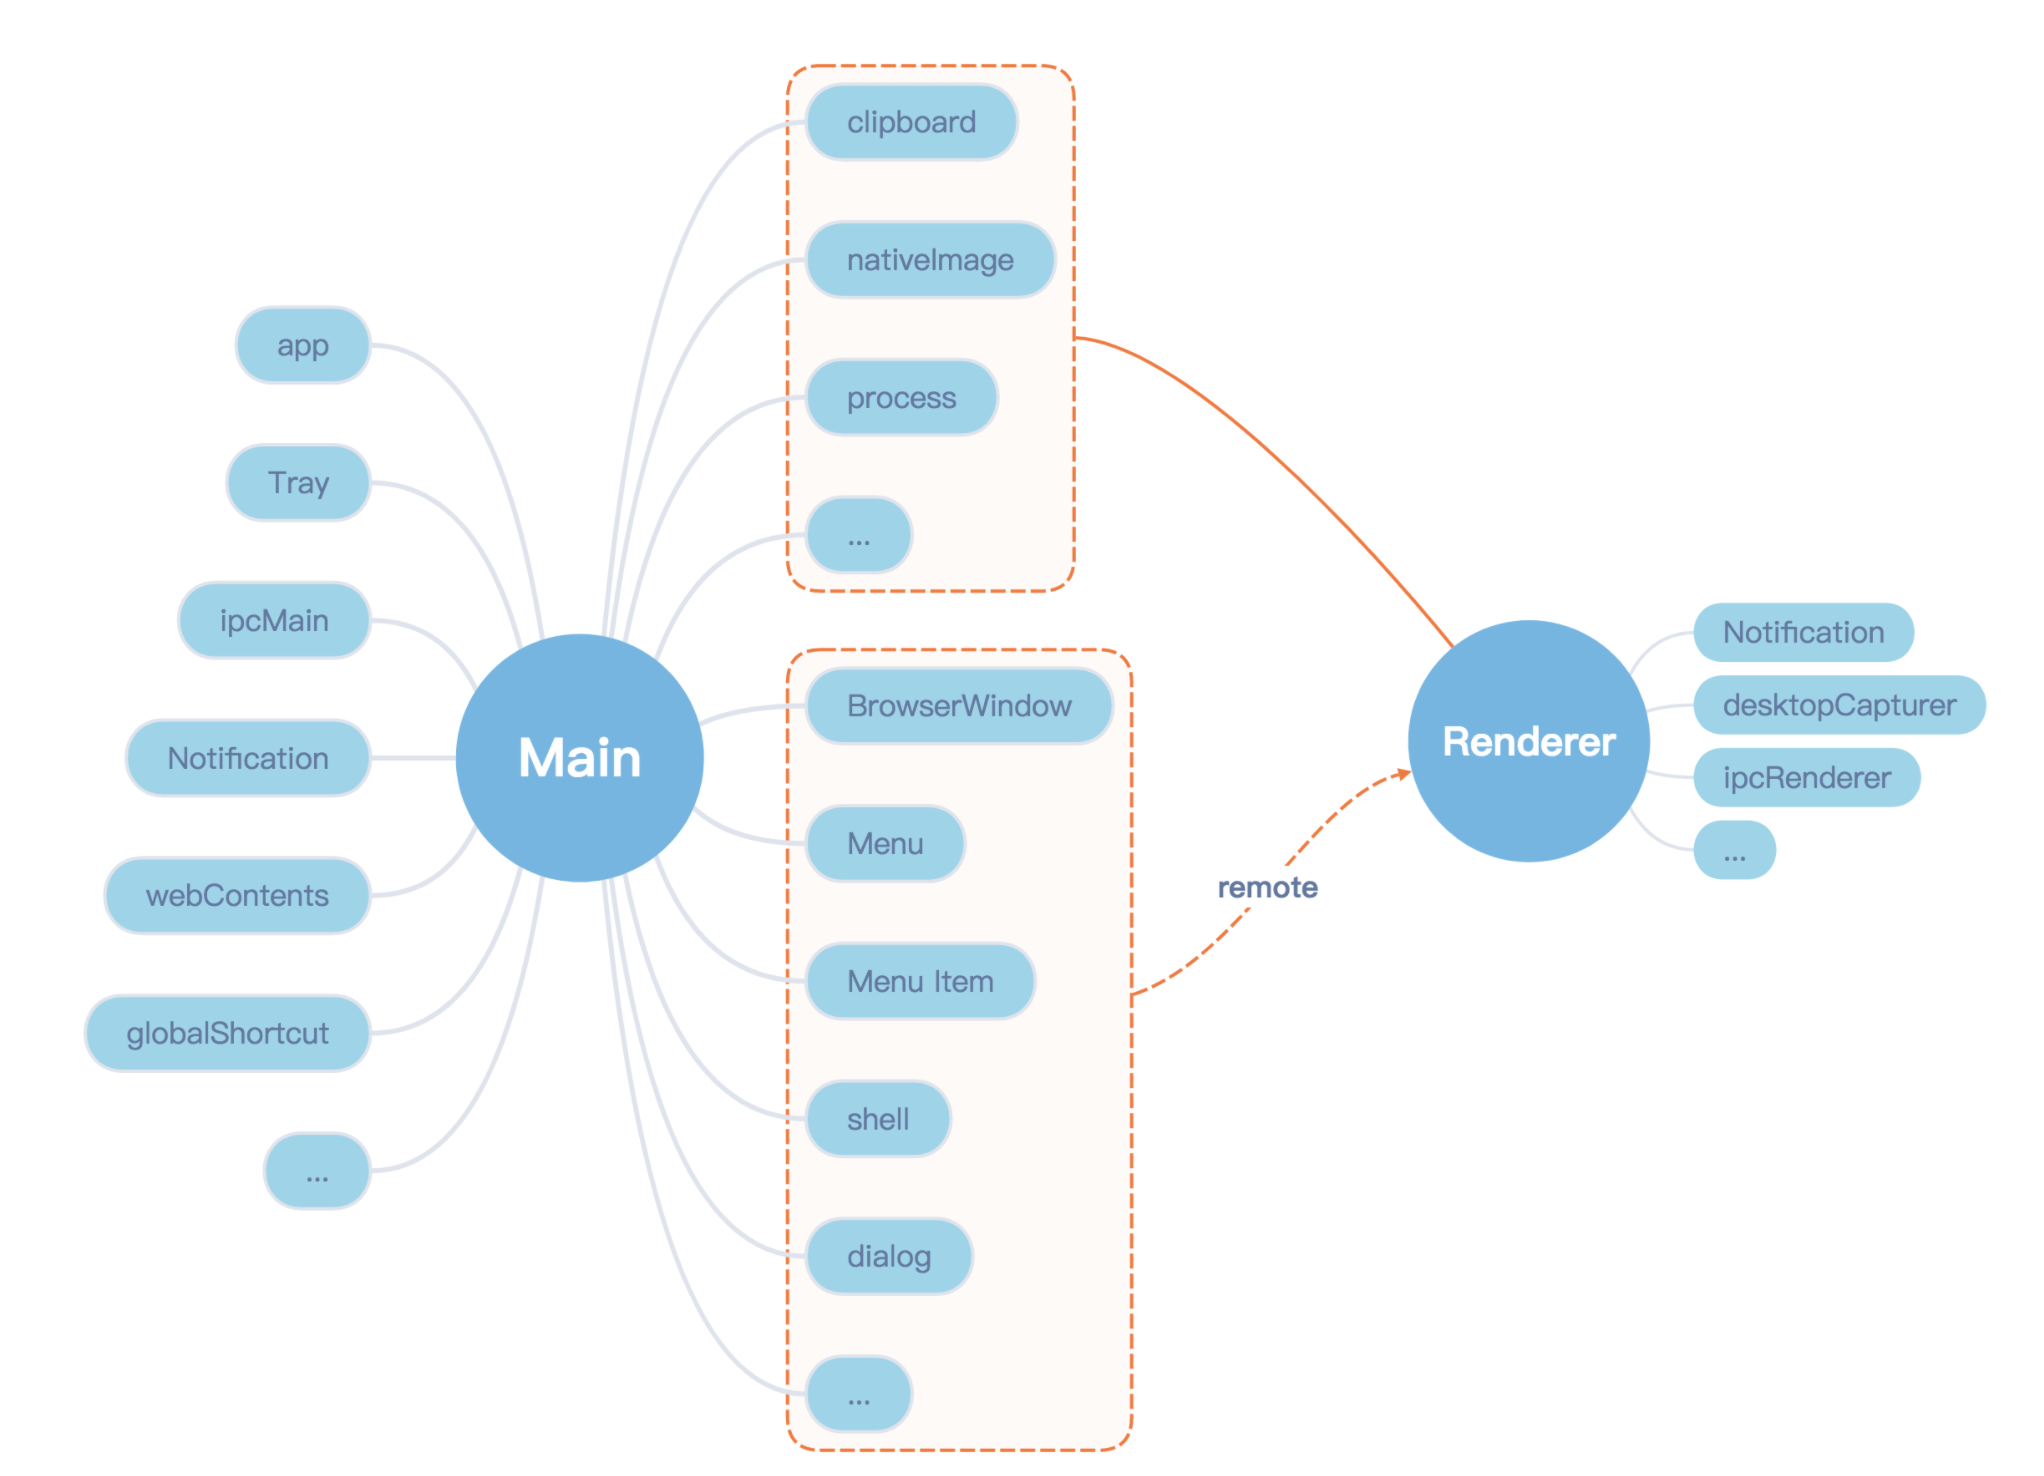 app
Tray
ipcMain
Notification
webContents
globalShortcut
...
Main
clipboard
nativeImage
process
...
BrowserWindow
Menu
Menu Item
shell
dialog
...
remote
Renderer
Notification
desktopCapturer
ipcRenderer
...